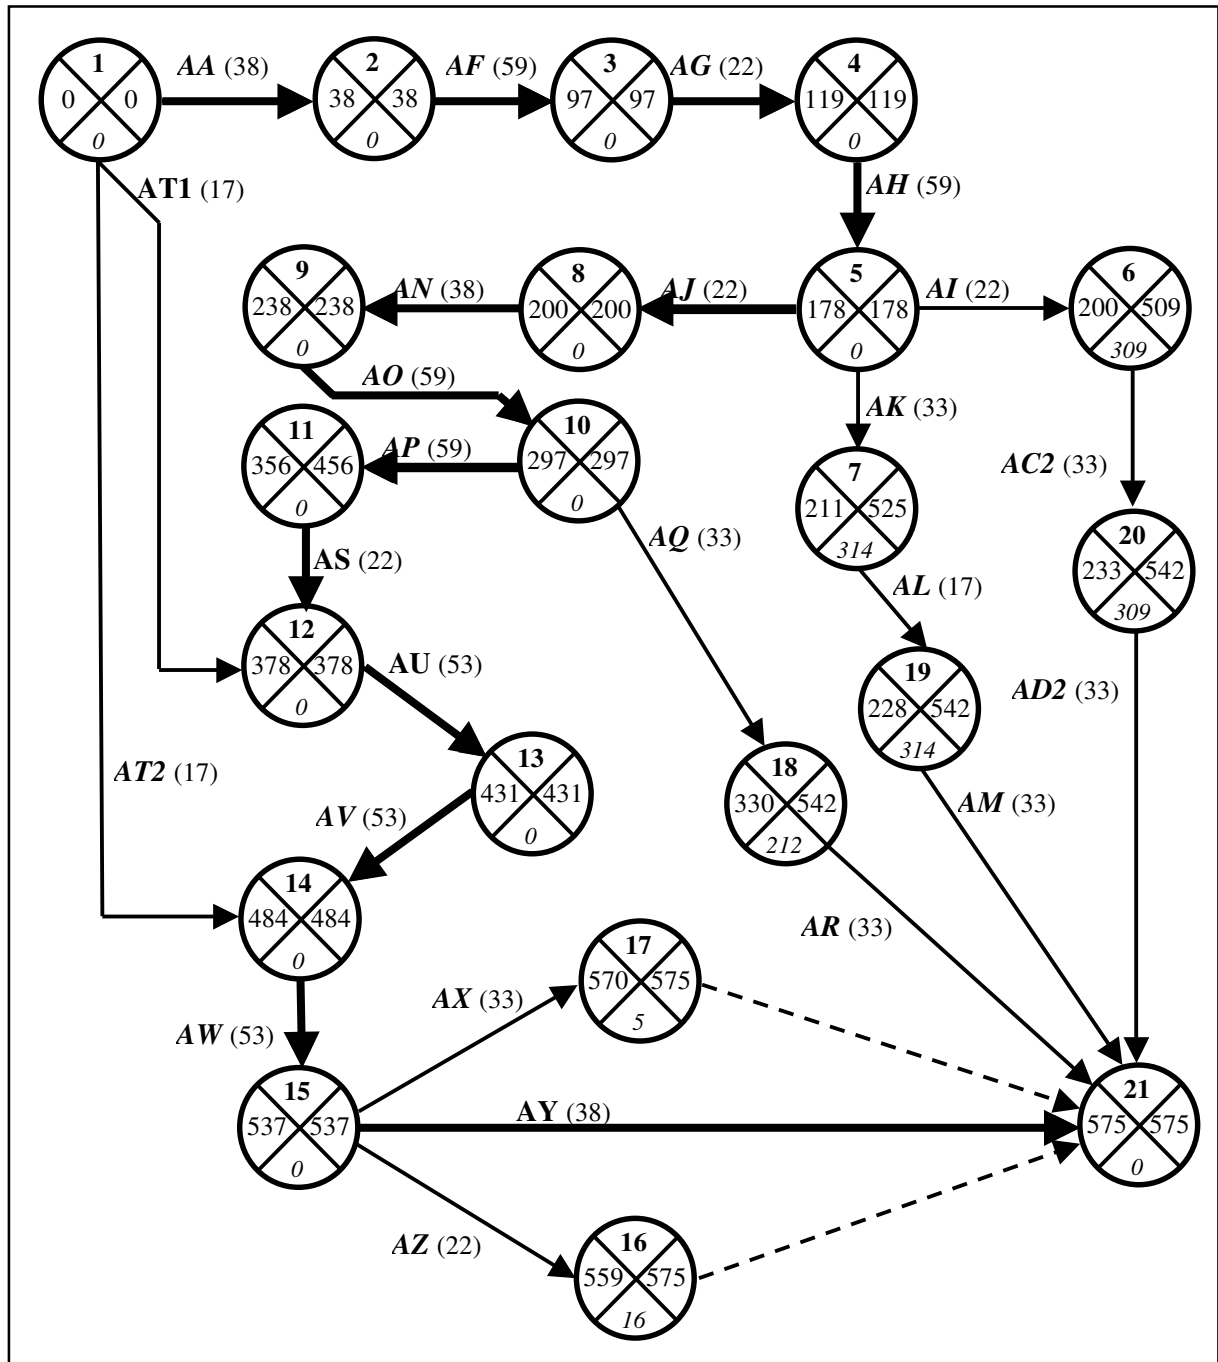 1 2 3 4
AA (38) AF (59) AG (22)
0 0 38 38 97 97 119 119
0 0 0 0
AT1 (17) AH (59)
9 8 5 6
AN (38) AJ (22) AI (22)
238 238 200 200 178 178 200 509
0 0 0 309
AO (59) AK (33)
11 10
AP (59)
356 456 297 297
0 0
AC2 (33)
7
211 525
314
AQ (33)
AS (22)
20
233 542
309
AL (17)
12
378 378
0
AU (53)
19
228 542
314
AD2 (33)
AT2 (17)
13
431 431
0
AV (53)
18
330 542
212
AM (33)
14
484 484
0
AR (33)
17
570 575
5
AX (33)
AW (53)
15 21
537 537 AY (38) 575 575
0 0
AZ (22)
16
559 575
16